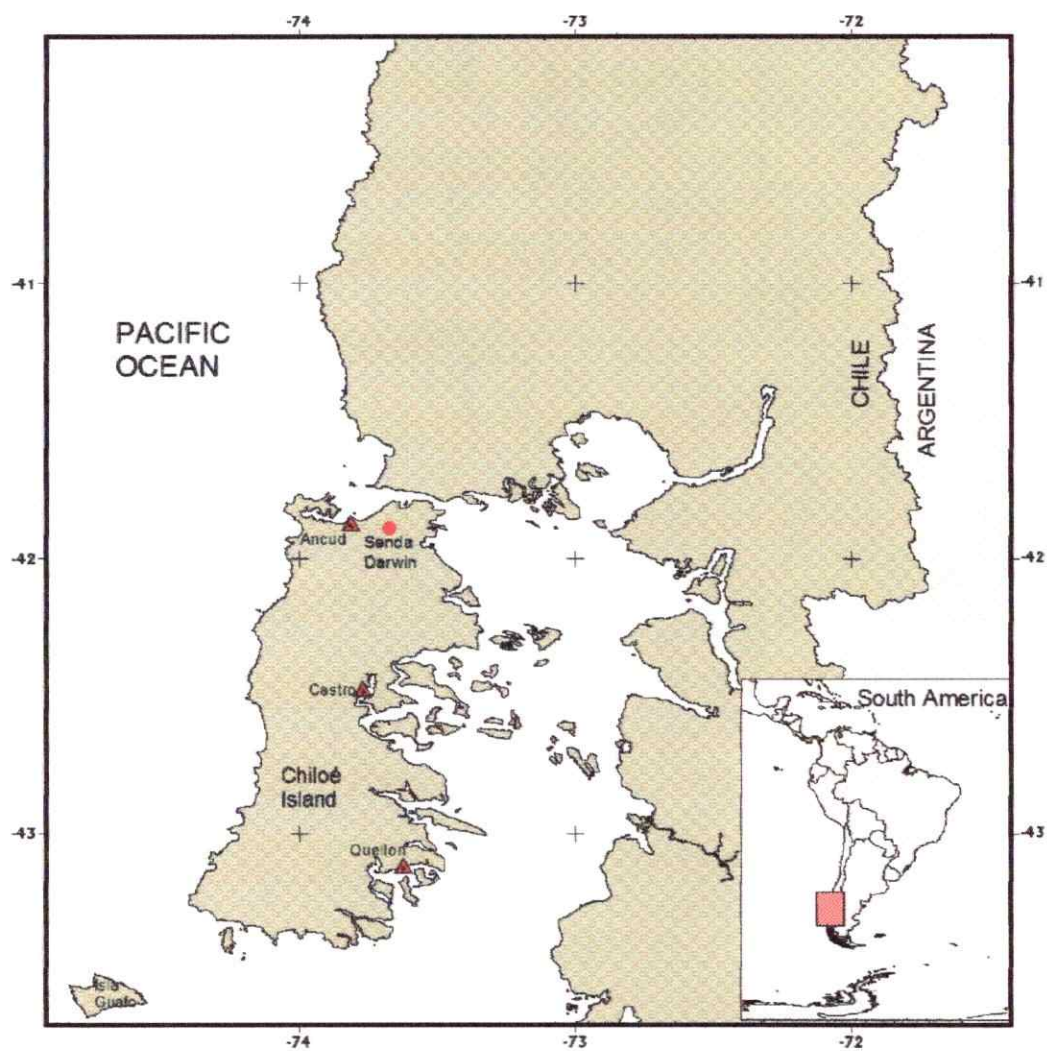 -74
-73
-72
-41
-41
PACIFIC
OCEAN
CHILE
ARGENTINA
Ancud
Senda
Darwin
-42
-42
Castro
South America
Chiloé
Island
-43
-43
Quellon
Isla
Guafo
-74
-73
-72